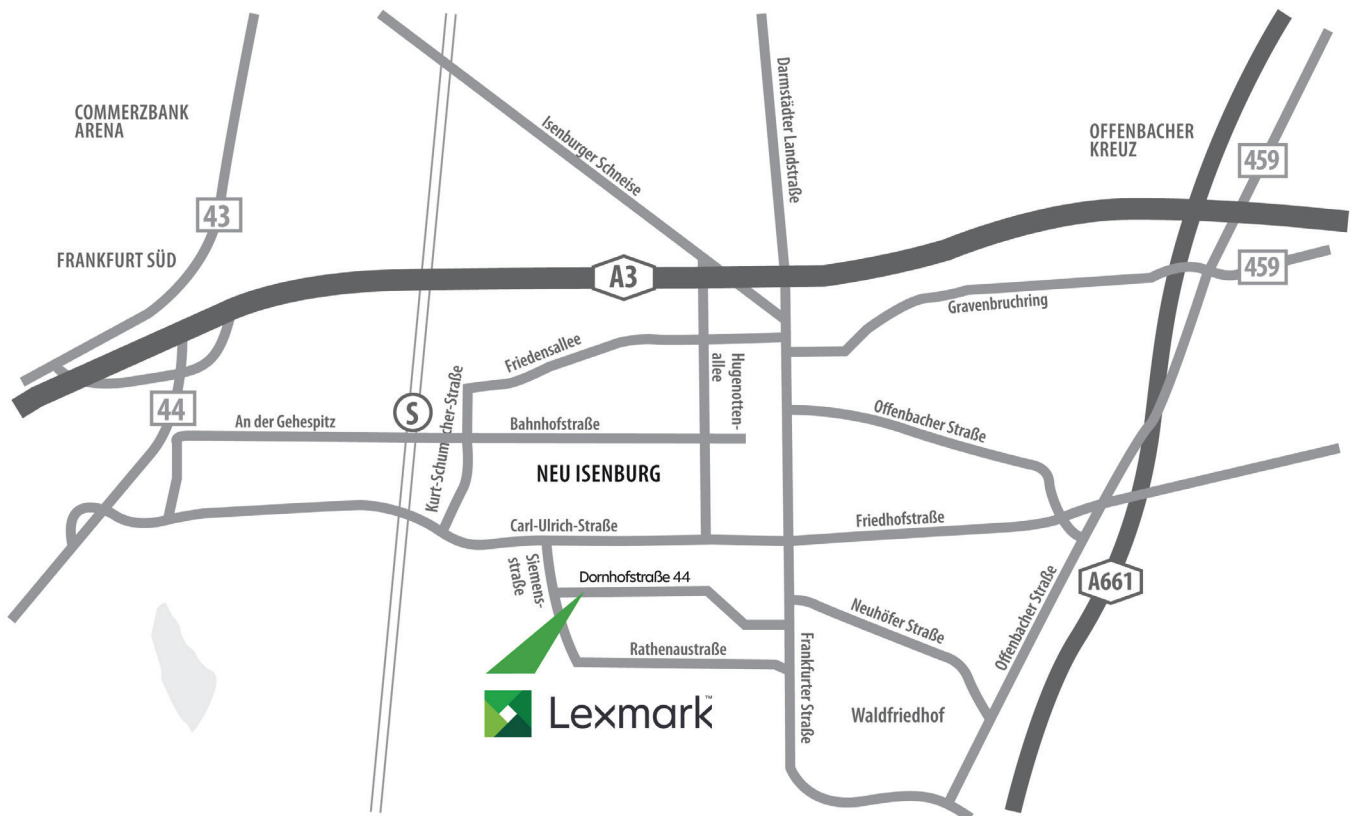 COMMERZBANK
ARENA
43
FRANKFURT SÜD
Isenburger Schneise
Darmstädter Landstraße
OFFENBACHER
KREUZ
459
A3
459
Gravenbruchring
Friedensallee
Hugenotten-
allee
44
S
An der Gehespitz
Kurt-Schumacher-Straße
Bahnhofstraße
Offenbacher Straße
NEU ISENBURG
Carl-Ulrich-Straße
Friedhofstraße
Siemens-
straße
Dornhofstraße 44
A661
Neuhöfer Straße
Offenbacher Straße
Rathenaustraße
Frankfurter Straße
Waldfriedhof
Lexmark™